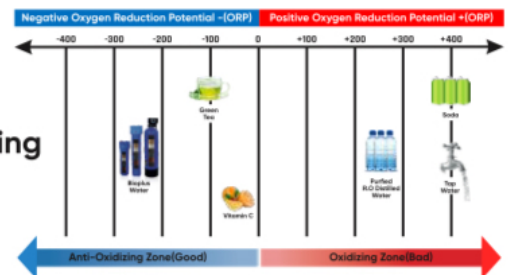 Negative Oxygen Reduction Potential -(ORP) Positive Oxygen Reduction Potential +(ORP)
-400 -300 -200 -100 0 +100 +200 +300 +400
Green
Tea
Soda
ing
Bioplus
Water
Purified
R.O Distilled
Water
Tap
Water
Vitamin C
Anti-Oxidizing Zone(Good) Oxidizing Zone(Bad)